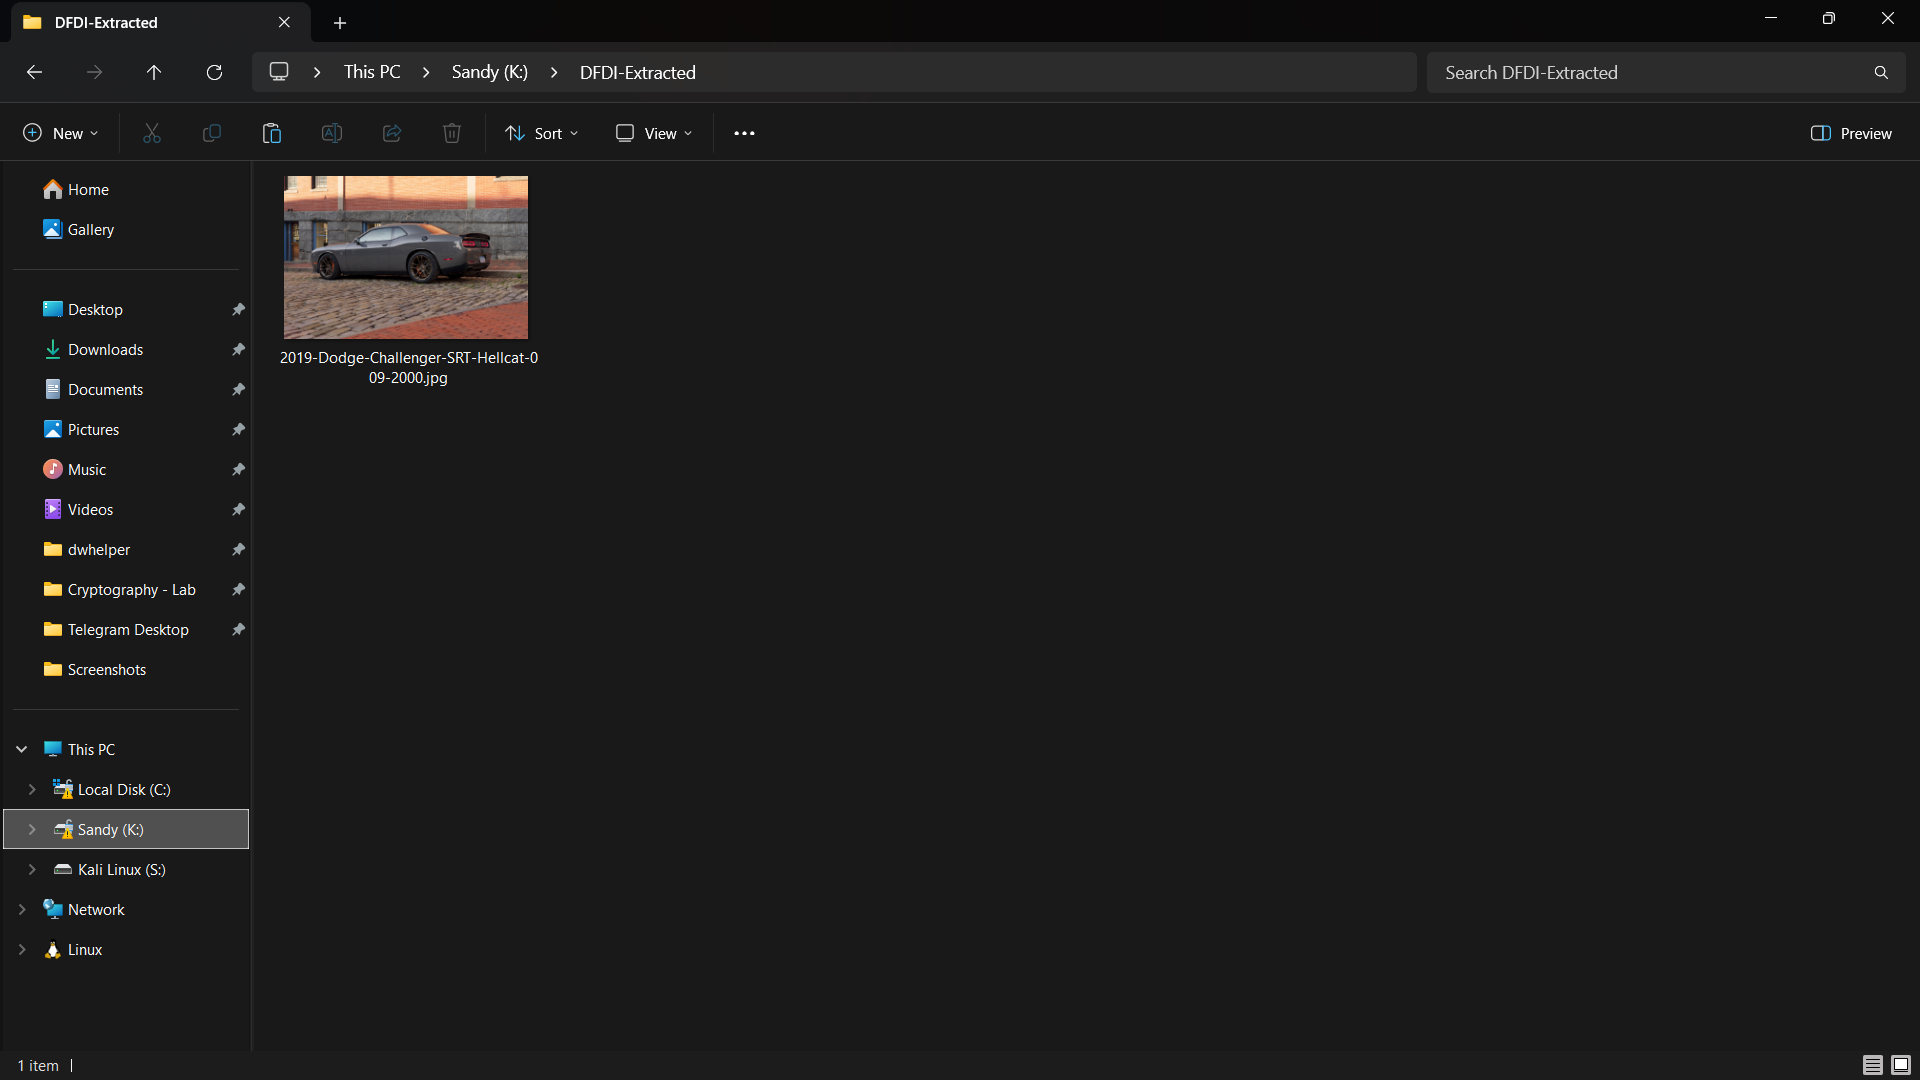 DFDI-Extracted
This PC
Sandy (K:)
DFDI-Extracted
Search DFDI-Extracted
New
Sort
View
Preview
Home
Gallery
Desktop
Downloads
Documents
Pictures
Music
Videos
dwhelper
Cryptography - Lab
Telegram Desktop
Screenshots
This PC
Local Disk (C:)
Sandy (K:)
Kali Linux (S:)
Network
Linux
2019-Dodge-Challenger-SRT-Hellcat-0
09-2000.jpg
1 item